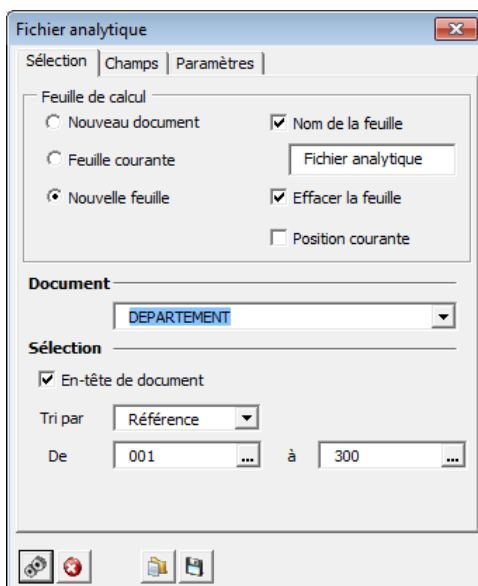 Fichier analytique
Sélection Champs Paramètres
Feuille de calcul
Nouveau document Nom de la feuille
Feuille courante Fichier analytique
Nouvelle feuille Effacer la feuille
Position courante
Document
DEPARTEMENT
Sélection
En-tête de document
Tri par Référence
De 001 ... à 300 ...